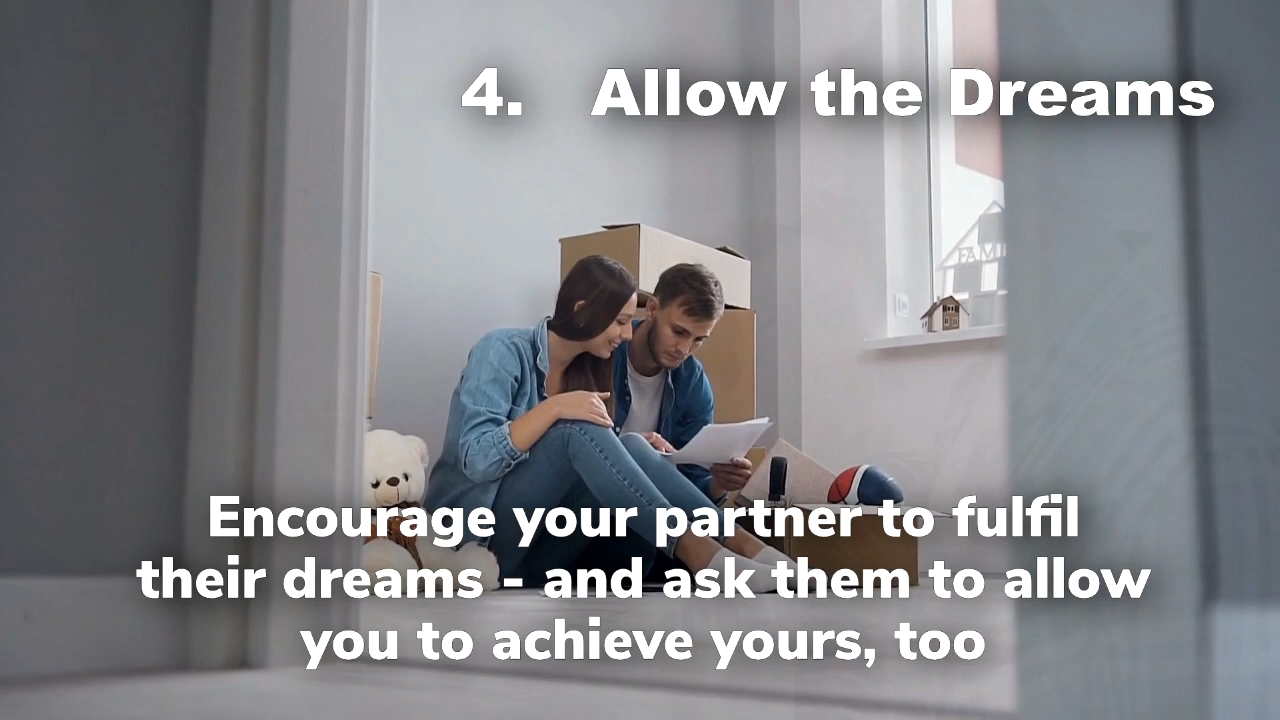 4. Allow the Dreams
FAMI
Encourage your partner to fulfil
their dreams - and ask them to allow
you to achieve yours, too